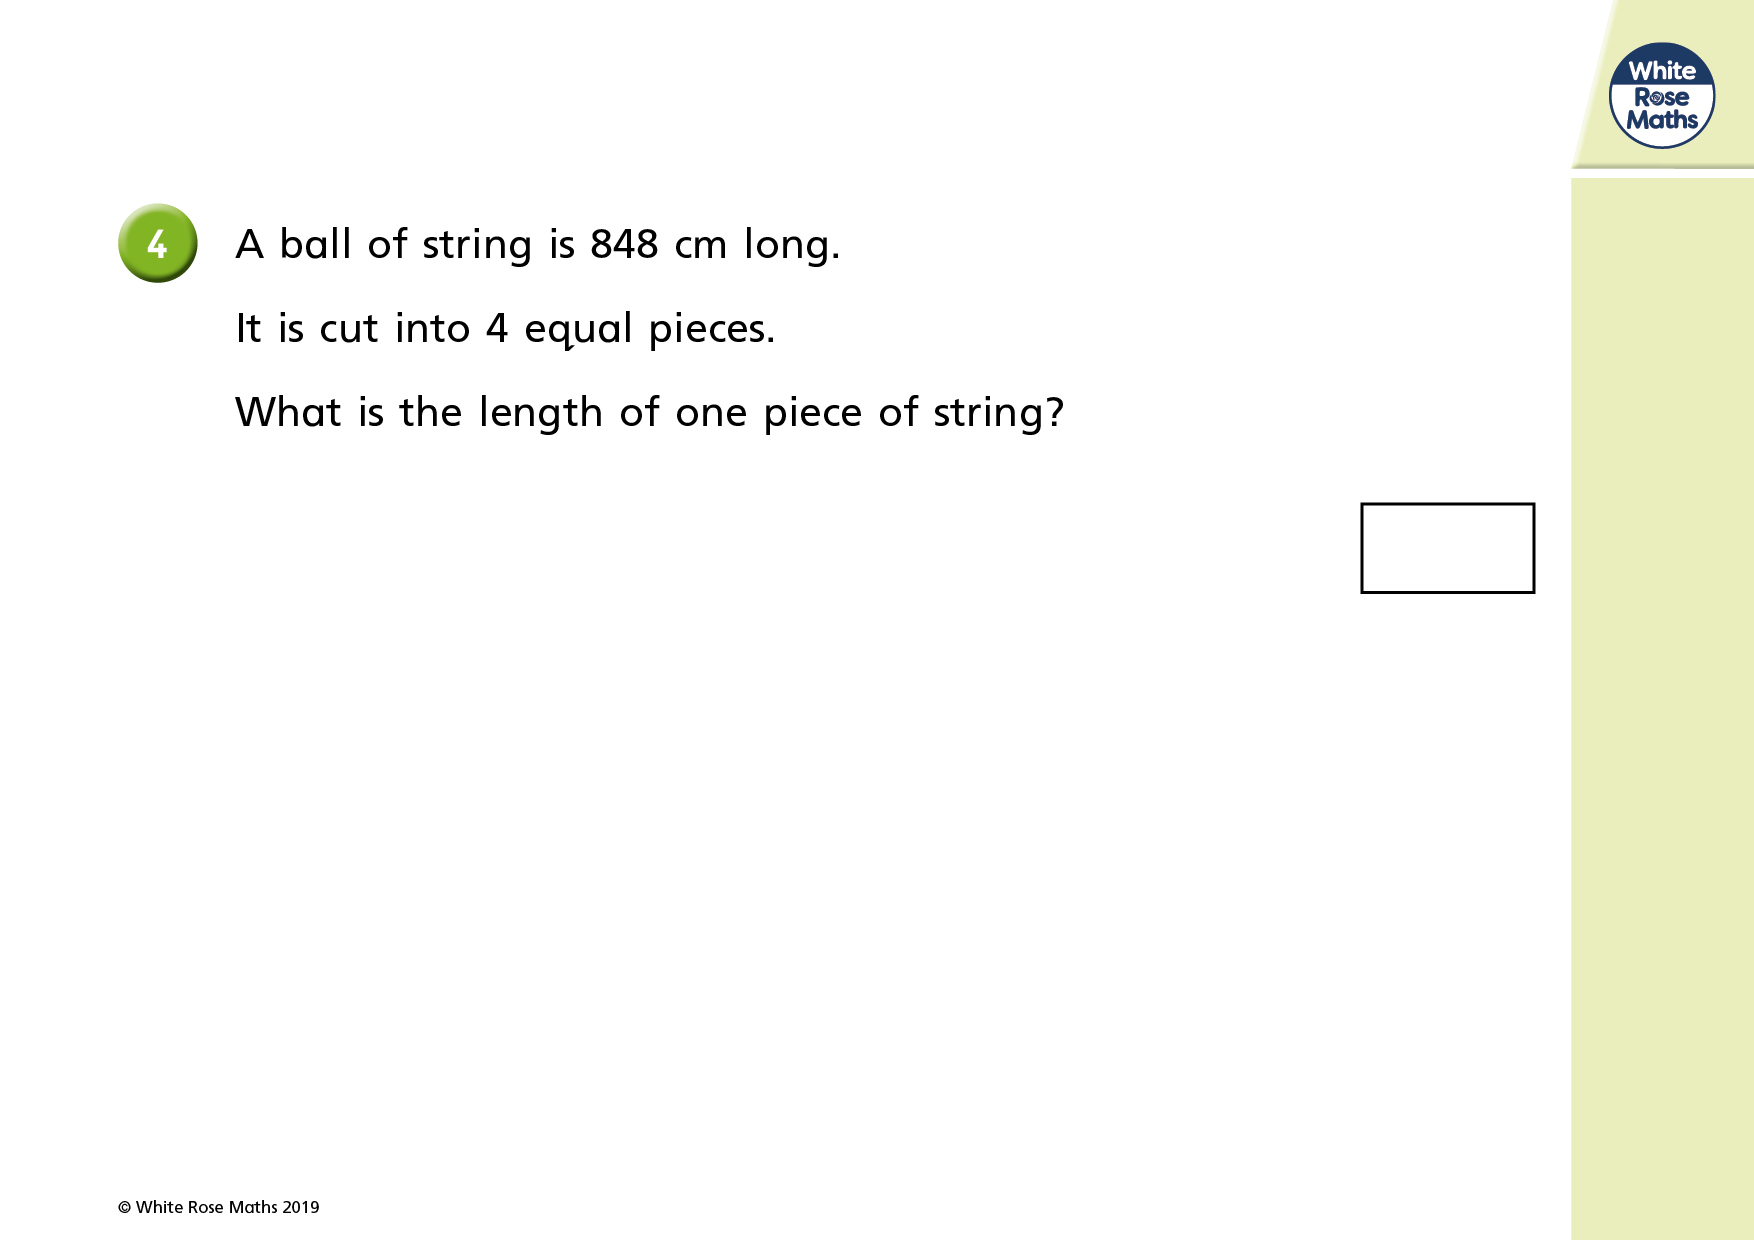 White
Rose
Maths
4 A ball of string is 848 cm long.
It is cut into 4 equal pieces.
What is the length of one piece of string?
© White Rose Maths 2019